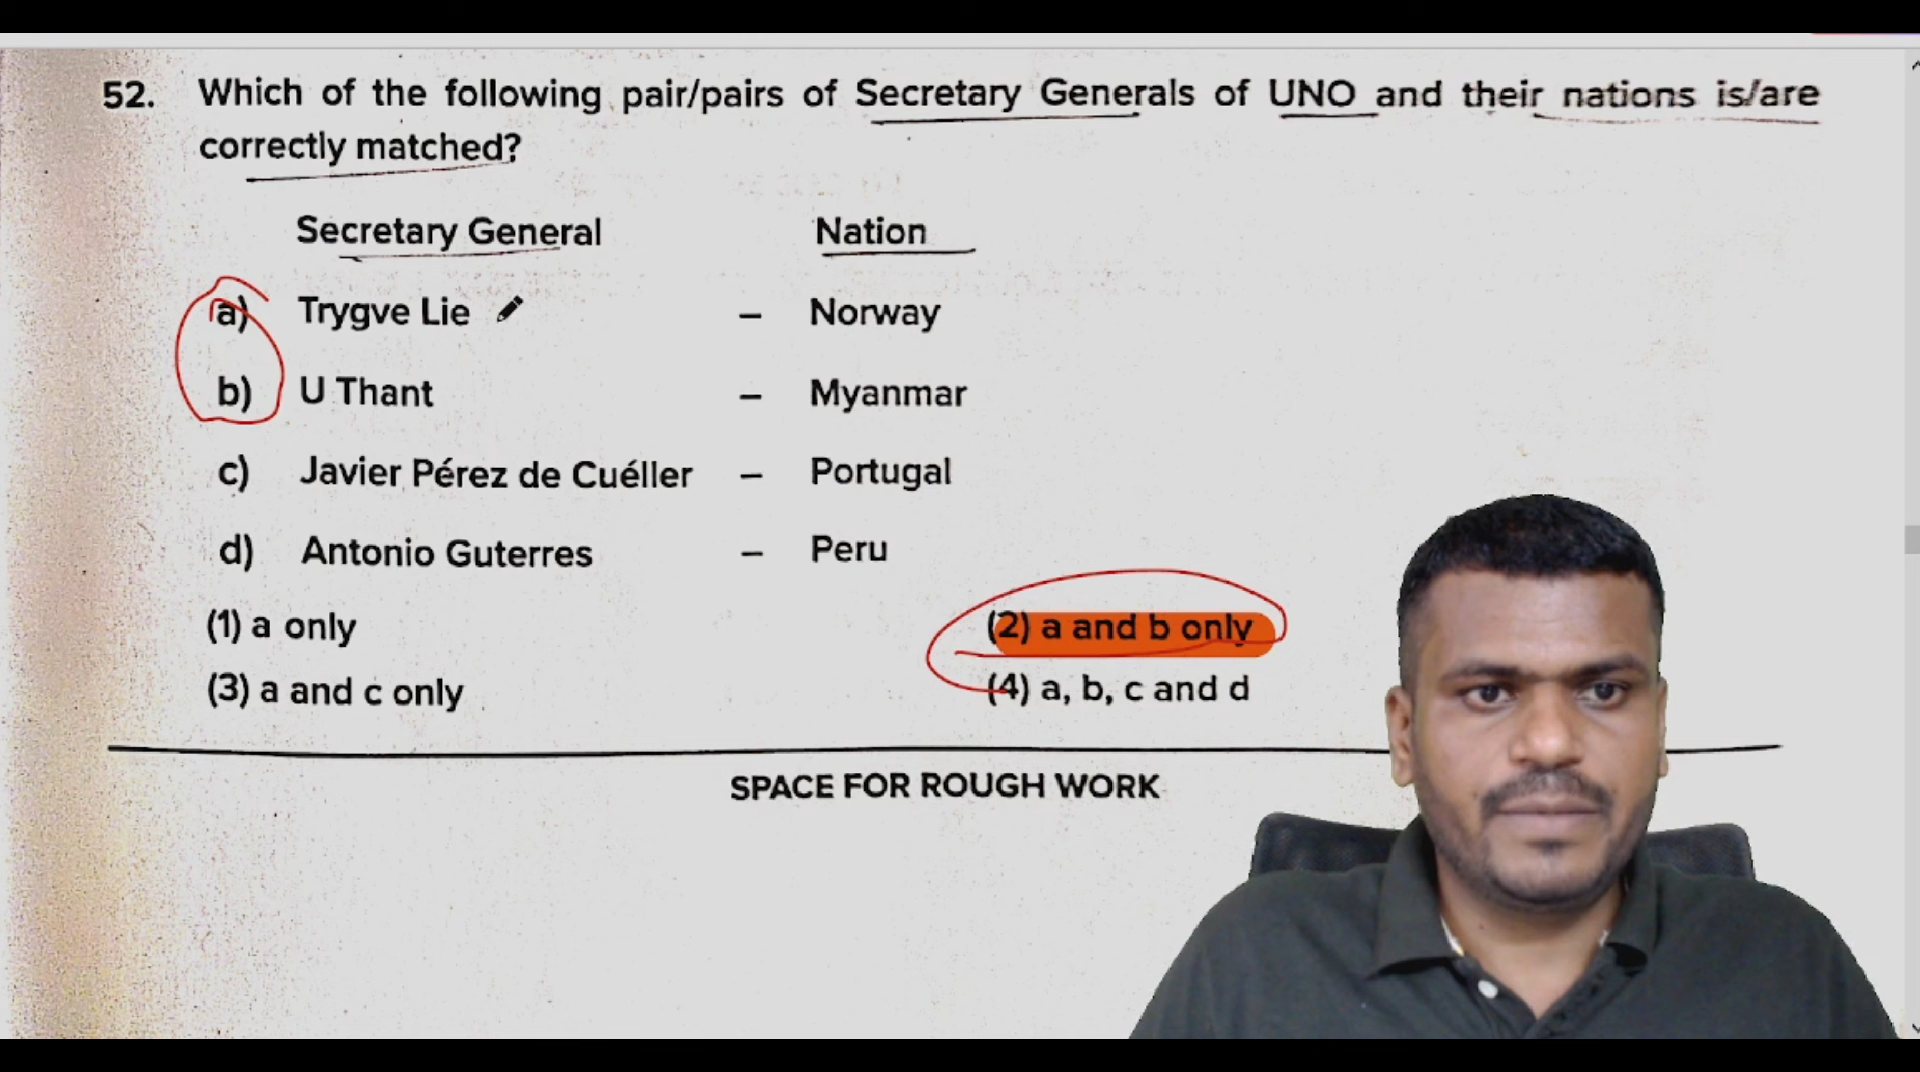 52. Which of the following pair/pairs of Secretary Generals of UNO and their nations is/are
correctly matched?
Secretary General Nation
a) Trygve Lie – Norway
b) U Thant – Myanmar
c) Javier Pérez de Cuéller – Portugal
d) Antonio Guterres – Peru
(1) a only (2) a and b only
(3) a and c only (4) a, b, c and d
SPACE FOR ROUGH WORK